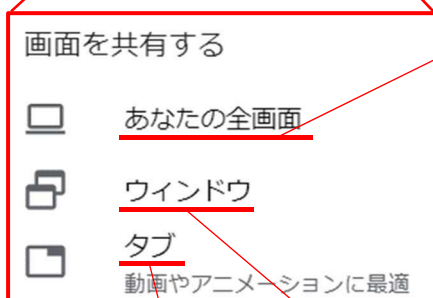 画面を共有する
あなたの全画面
ウィンドウ
タブ
動画やアニメーションに最適